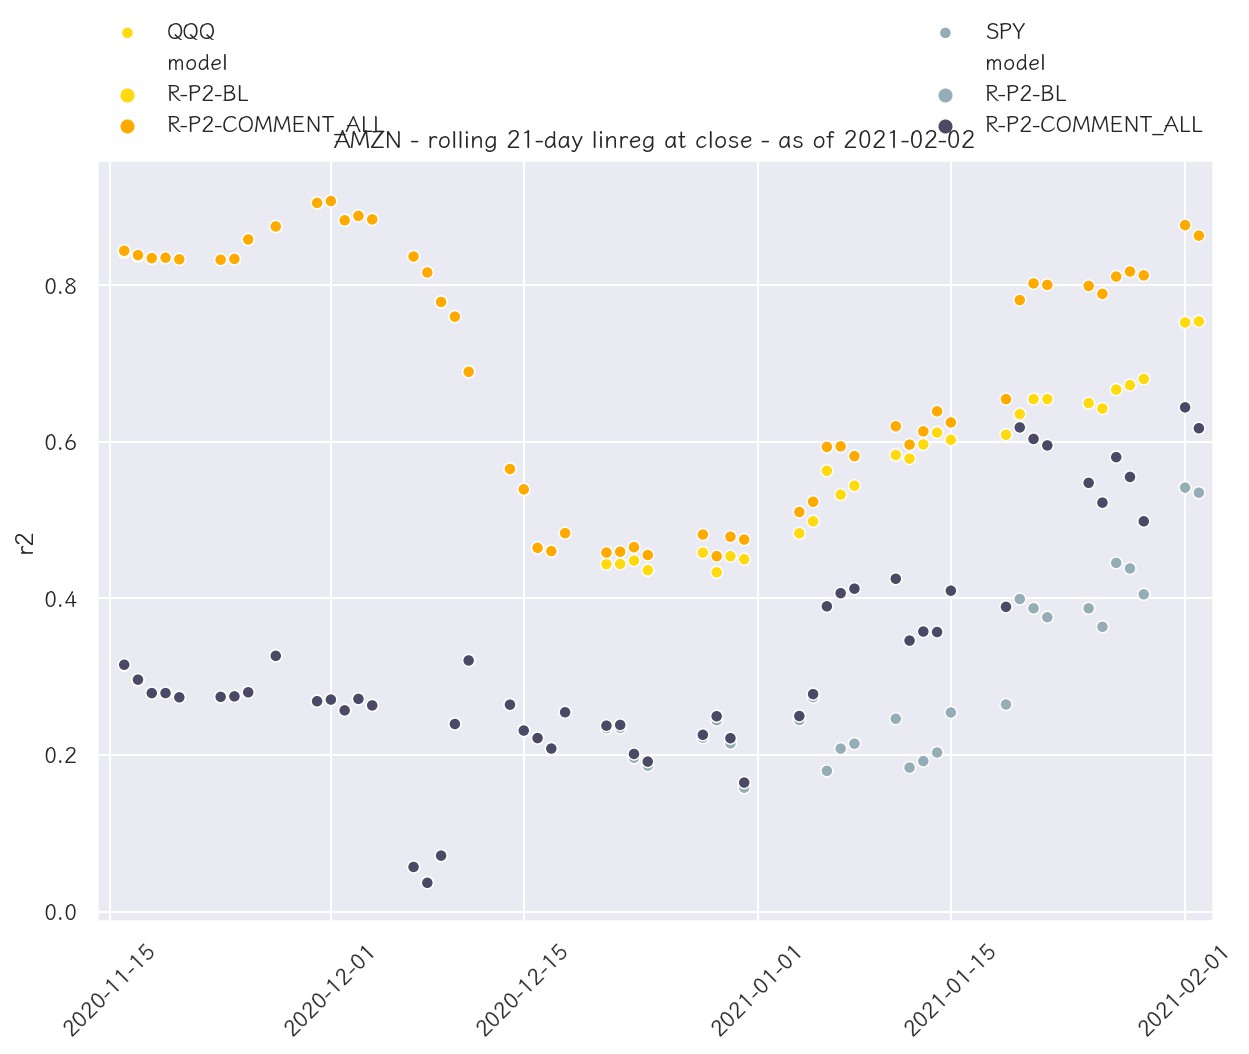 QQQ
model
R-P2-BL
R-P2-COMMENT_ALL
SPY
model
R-P2-BL
R-P2-COMMENT_ALL
AMZN - rolling 21-day linreg at close - as of 2021-02-02
r2
0.8
0.6
0.4
0.2
0.0
2020-11-15
2020-12-01
2020-12-15
2021-01-01
2021-01-15
2021-02-01